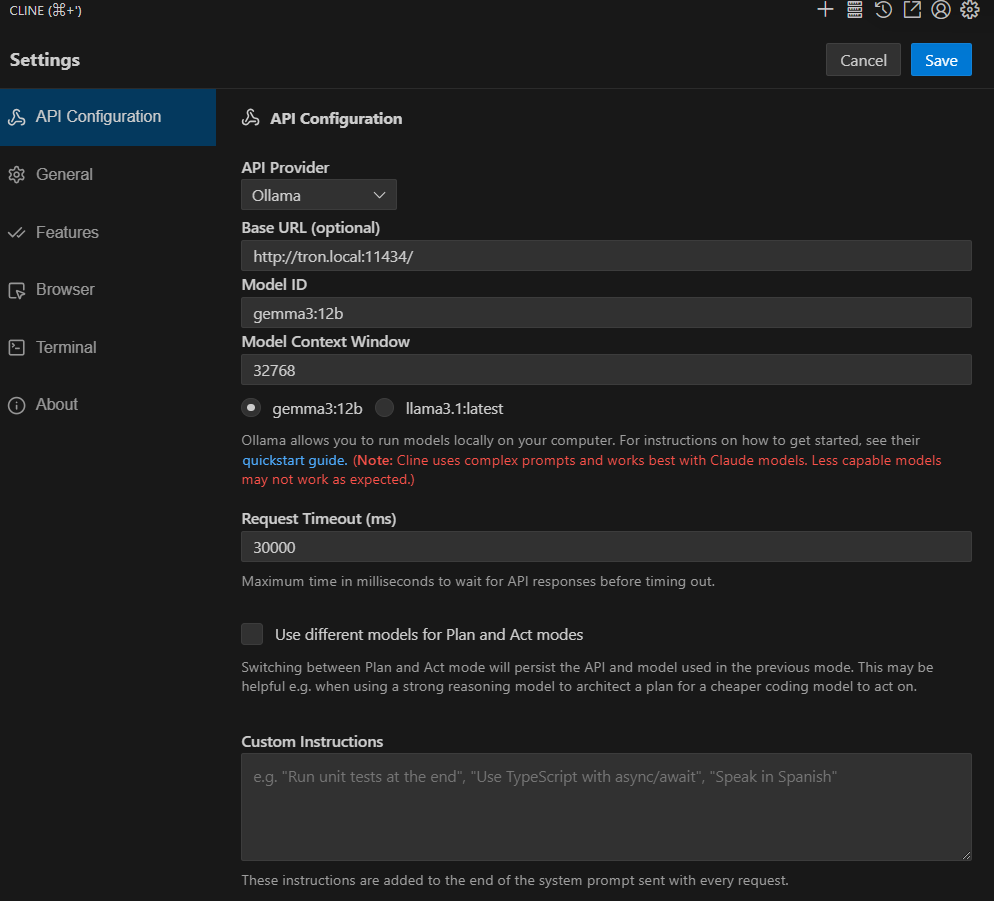 CLINE (⌘+')
Settings
Cancel
Save
API Configuration
General
Features
Browser
Terminal
About
API Configuration
API Provider
Ollama
Base URL (optional)
http://tron.local:11434/
Model ID
gemma3:12b
Model Context Window
32768
gemma3:12b llama3.1:latest
Ollama allows you to run models locally on your computer. For instructions on how to get started, see their
quickstart guide. (Note: Cline uses complex prompts and works best with Claude models. Less capable models
may not work as expected.)
Request Timeout (ms)
30000
Maximum time in milliseconds to wait for API responses before timing out.
Use different models for Plan and Act modes
Switching between Plan and Act mode will persist the API and model used in the previous mode. This may be
helpful e.g. when using a strong reasoning model to architect a plan for a cheaper coding model to act on.
Custom Instructions
e.g. "Run unit tests at the end", "Use TypeScript with async/await", "Speak in Spanish"
These instructions are added to the end of the system prompt sent with every request.